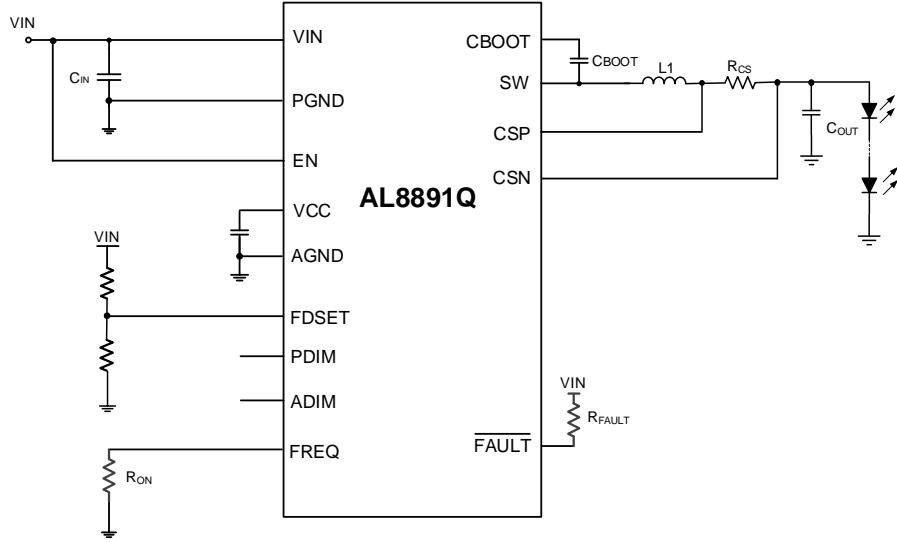 VIN
CIN
VIN
PGND
EN
VCC
AGND
VIN
FDSET
PDIM
ADIM
FREQ
RON
AL8891Q
CBOOT
CBOOT
SW
L1
RCS
CSP
COUT
CSN
VIN
RFAULT
FAULT